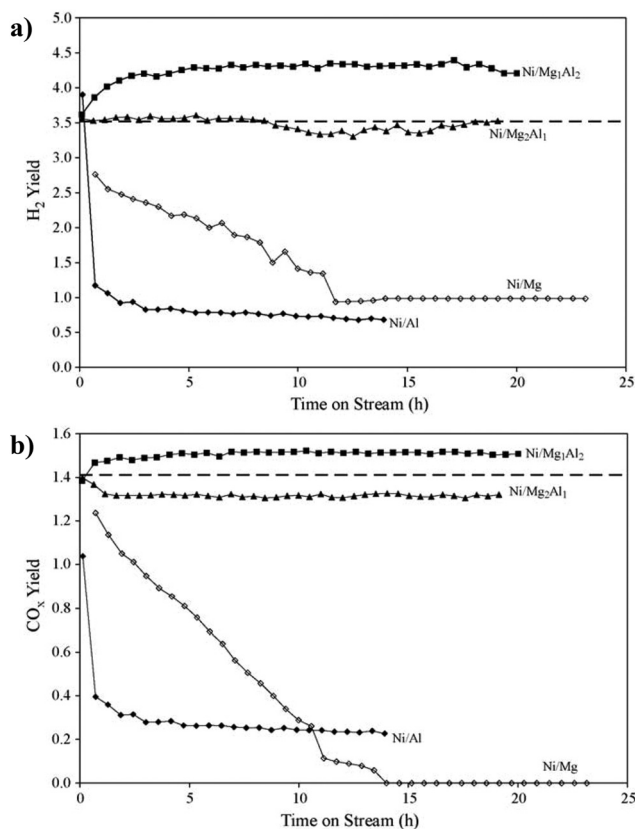 a)
5.0
4.5
4.0
3.5
3.0
2.5
2.0
1.5
1.0
0.5
0.0
H₂ Yield
Ni/Mg₁Al₂
Ni/Mg₂Al₁
Ni/Mg
Ni/Al
0 5 10 15 20 25
Time on Stream (h)
b)
1.6
1.4
1.2
1.0
0.8
0.6
0.4
0.2
0.0
COₓ Yield
Ni/Mg₁Al₂
Ni/Mg₂Al₁
Ni/Al
Ni/Mg
0 5 10 15 20 25
Time on Stream (h)